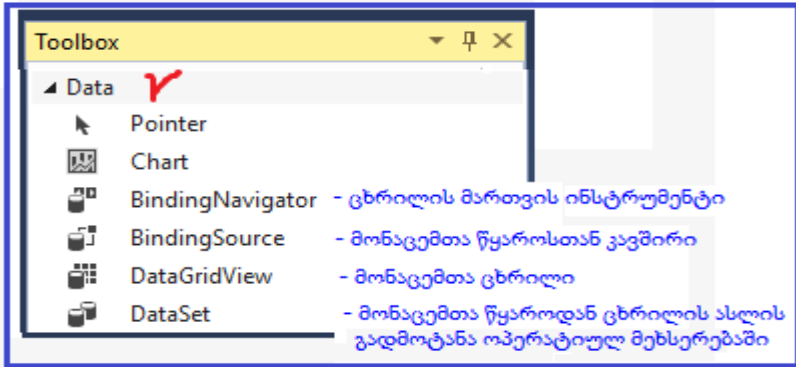 Toolbox
Data
Pointer
Chart
BindingNavigator - ცხრილის მართვის ინსტრუმენტი
BindingSource - მონაცემთა წყაროსთან კავშირი
DataGridView - მონაცემთა ცხრილი
DataSet - მონაცემთა წყაროდან ცხრილის ასლის
გადმოტანა ოპერატიულ მეხსერებაში